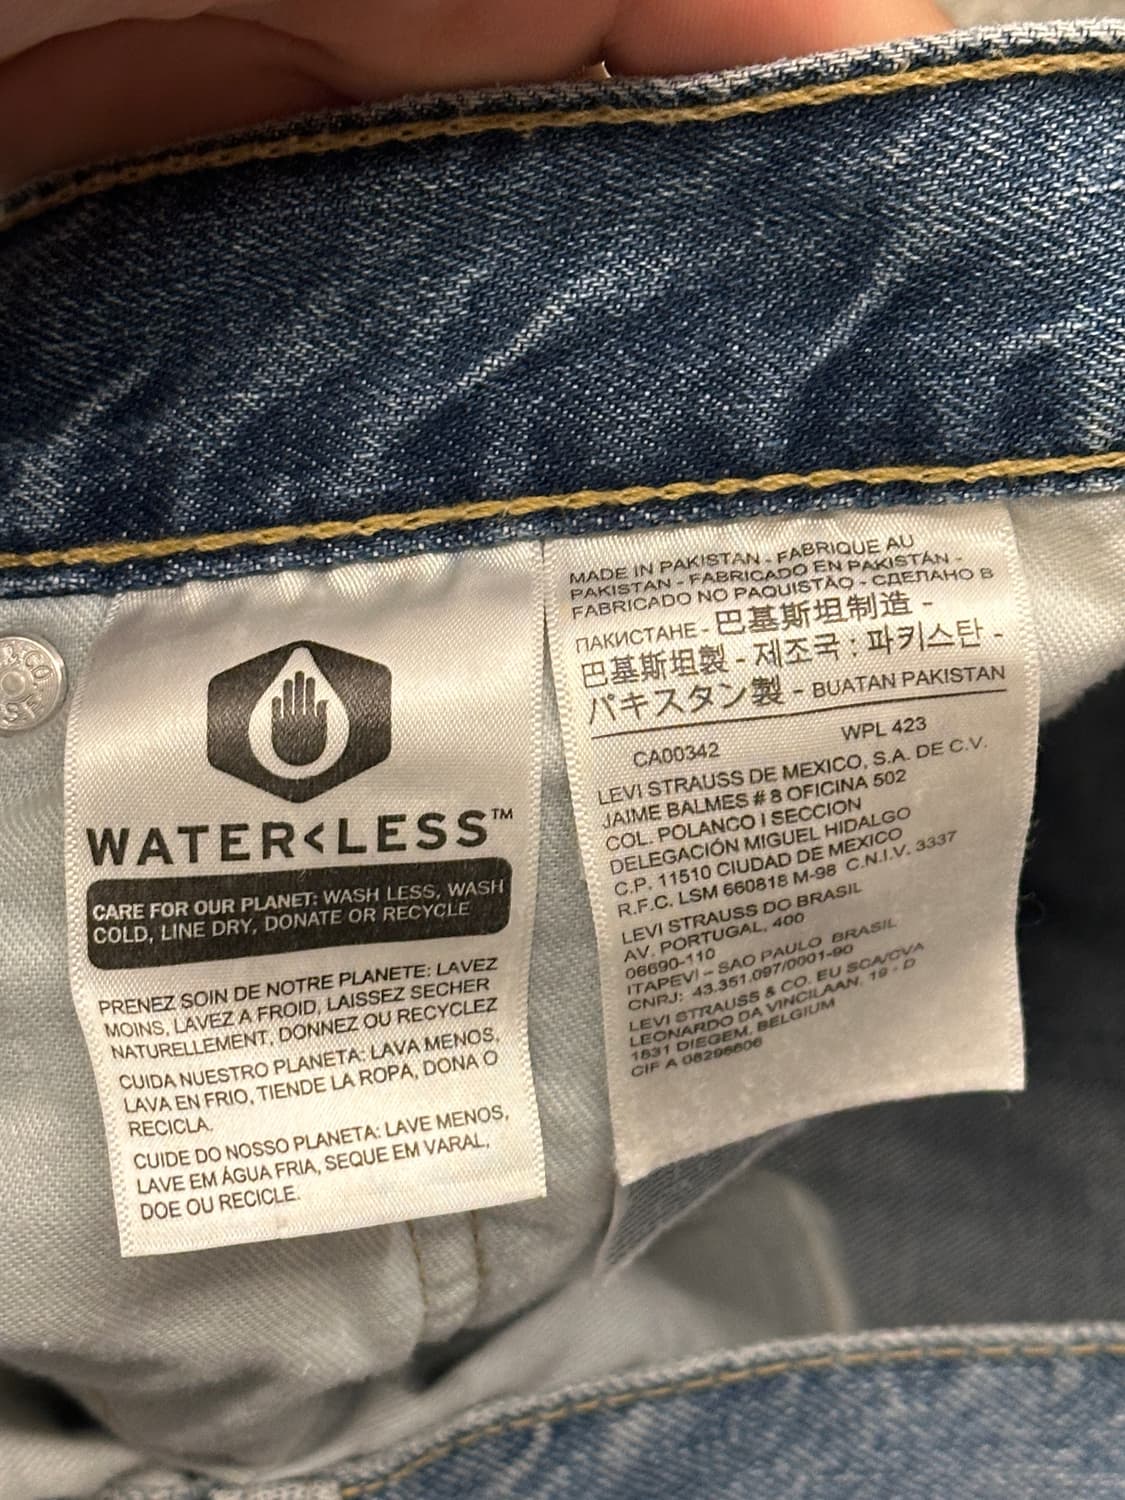 & CO
WATER<LESS™
CARE FOR OUR PLANET: WASH LESS, WASH
COLD, LINE DRY, DONATE OR RECYCLE
PRENEZ SOIN DE NOTRE PLANETE: LAVEZ
MOINS, LAVEZ A FROID, LAISSEZ SECHER
NATURELLEMENT, DONNEZ OU RECYCLEZ
CUIDA NUESTRO PLANETA: LAVA MENOS,
LAVA EN FRIO, TIENDE LA ROPA, DONA O
RECICLA.
CUIDE DO NOSSO PLANETA: LAVE MENOS,
LAVE EM ÁGUA FRIA, SEQUE EM VARAL,
DOE OU RECICLE.
MADE IN PAKISTAN - FABRIQUE AU
PAKISTAN - FABRICADO EN PAKISTÁN -
FABRICADO NO PAQUISTÃO - СДЕЛАНО В
ПАКИСТАНЕ - 巴基斯坦制造 -
巴基斯坦製 - 제조국 : 파키스탄 -
パキスタン製 - BUATAN PAKISTAN
CA00342 WPL 423
LEVI STRAUSS DE MEXICO, S.A. DE C.V.
JAIME BALMES # 8 OFICINA 502
COL. POLANCO I SECCION
DELEGACIÓN MIGUEL HIDALGO
C.P. 11510 CIUDAD DE MEXICO
R.F.C. LSM 660818 M-98 C.N.I.V. 3337
LEVI STRAUSS DO BRASIL
AV. PORTUGAL, 400
06690-110
ITAPEVI – SAO PAULO BRASIL
CNPJ: 43.351.097/0001-90
LEVI STRAUSS & CO. EU SCA/CVA
LEONARDO DA VINCILAAN, 19 - D
1831 DIEGEM, BELGIUM
CIF A 08296606